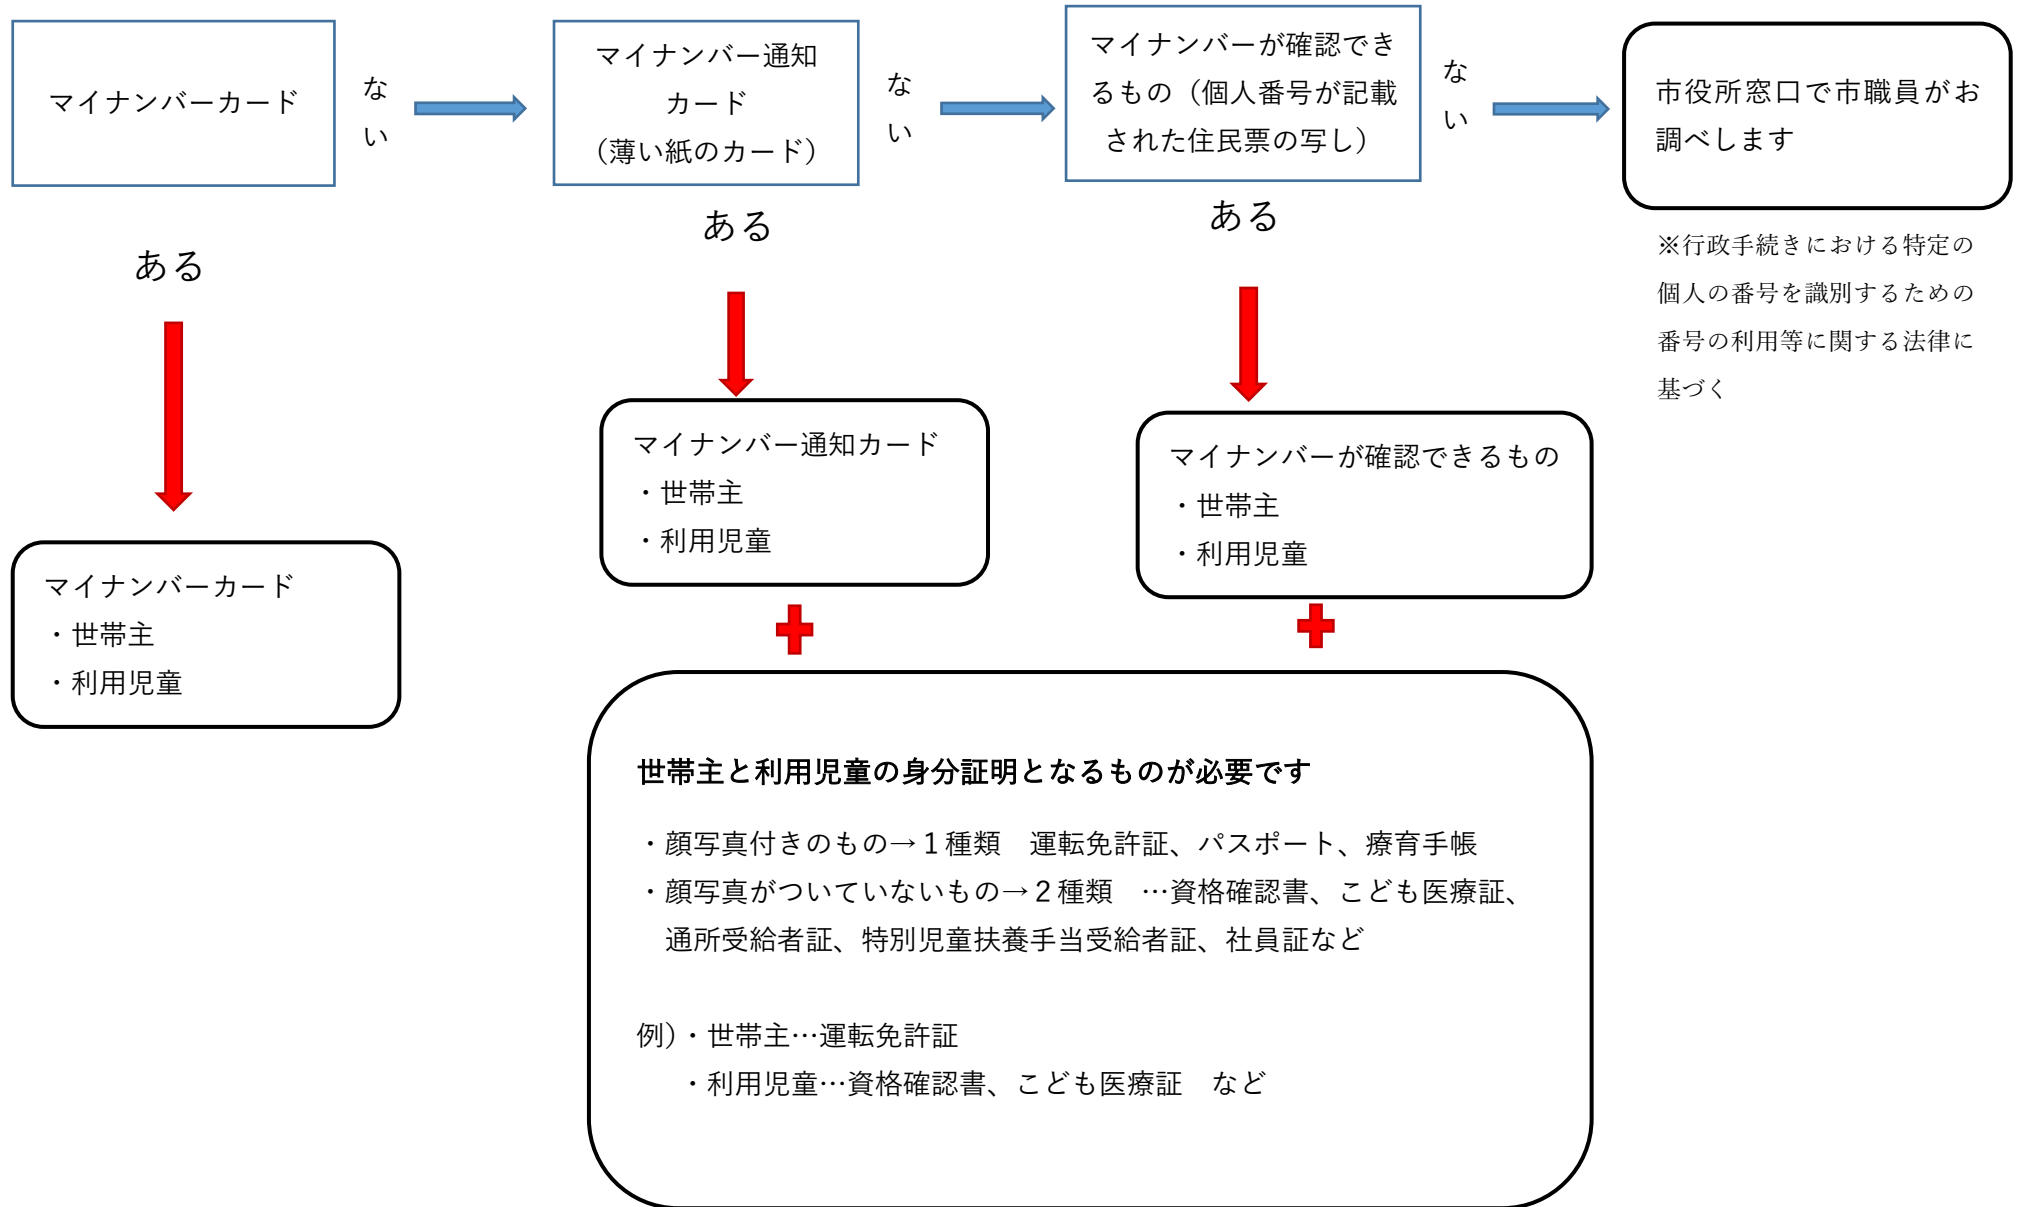 マイナンバーカード
ない
マイナンバー通知
カード
（薄い紙のカード）
ない
マイナンバーが確認でき
るもの（個人番号が記載
された住民票の写し）
ない
市役所窓口で市職員がお
調べします
※行政手続きにおける特定の
個人の番号を識別するための
番号の利用等に関する法律に
基づく
ある
ある
ある
マイナンバーカード
・世帯主
・利用児童
マイナンバー通知カード
・世帯主
・利用児童
マイナンバーが確認できるもの
・世帯主
・利用児童
世帯主と利用児童の身分証明となるものが必要です
・顔写真付きのもの→１種類　運転免許証、パスポート、療育手帳
・顔写真がついていないもの→２種類　…資格確認書、こども医療証、
通所受給者証、特別児童扶養手当受給者証、社員証など
例）・世帯主…運転免許証
・利用児童…資格確認書、こども医療証　など